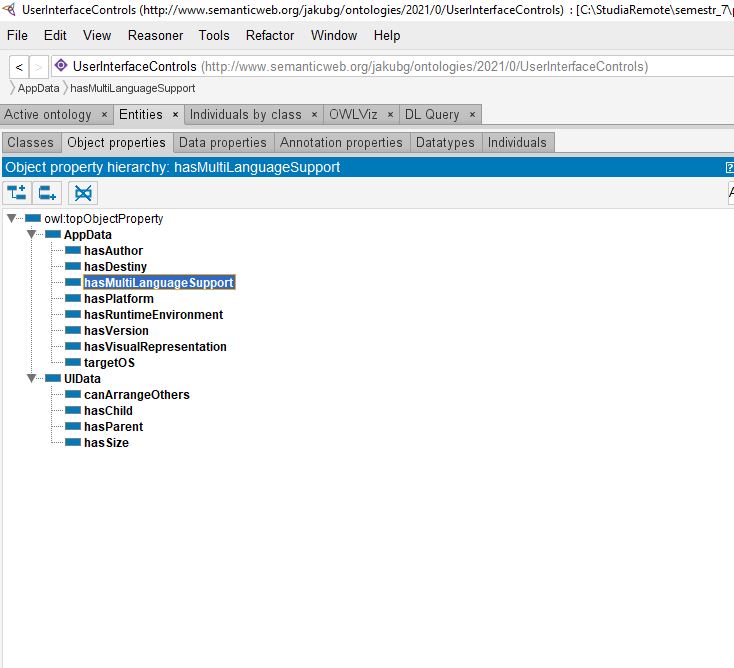 UserInterfaceControls (http://www.semanticweb.org/jakubg/ontologies/2021/0/UserInterfaceControls) : [C:\StudiaRemote\semestr_7\
File Edit View Reasoner Tools Refactor Window Help
< > UserInterfaceControls (http://www.semanticweb.org/jakubg/ontologies/2021/0/UserInterfaceControls)
AppData hasMultiLanguageSupport
Active ontology × Entities × Individuals by class × OWLViz × DL Query ×
Classes Object properties Data properties Annotation properties Datatypes Individuals
Object property hierarchy: hasMultiLanguageSupport ?
owl:topObjectProperty
AppData
hasAuthor
hasDestiny
hasMultiLanguageSupport
hasPlatform
hasRuntimeEnvironment
hasVersion
hasVisualRepresentation
targetOS
UIData
canArrangeOthers
hasChild
hasParent
hasSize